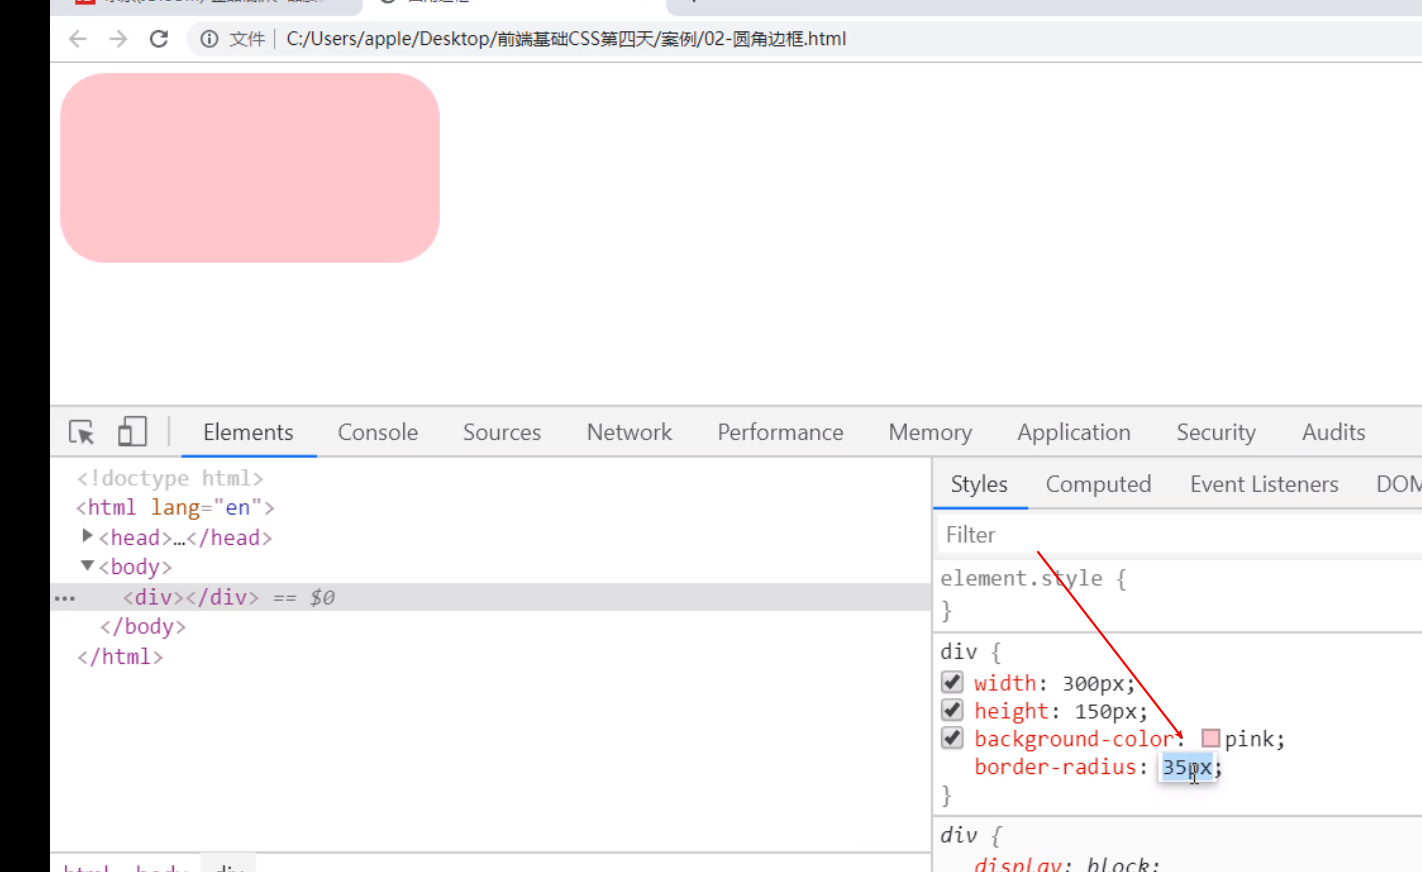 文件 C:/Users/apple/Desktop/前端基础CSS第四天/案例/02-圆角边框.html
Elements Console Sources Network Performance Memory Application Security Audits
<!doctype html>
<html lang="en">
<head>…</head>
<body>
<div></div> == $0
</body>
</html>
Styles Computed Event Listeners DOM
Filter
element.style {
}
div {
width: 300px;
height: 150px;
background-color: pink;
border-radius: 35px;
}
div {
display: block;
html body div